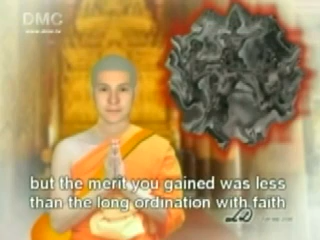 DMC
but the merit you gained was less
than the long ordination with faith